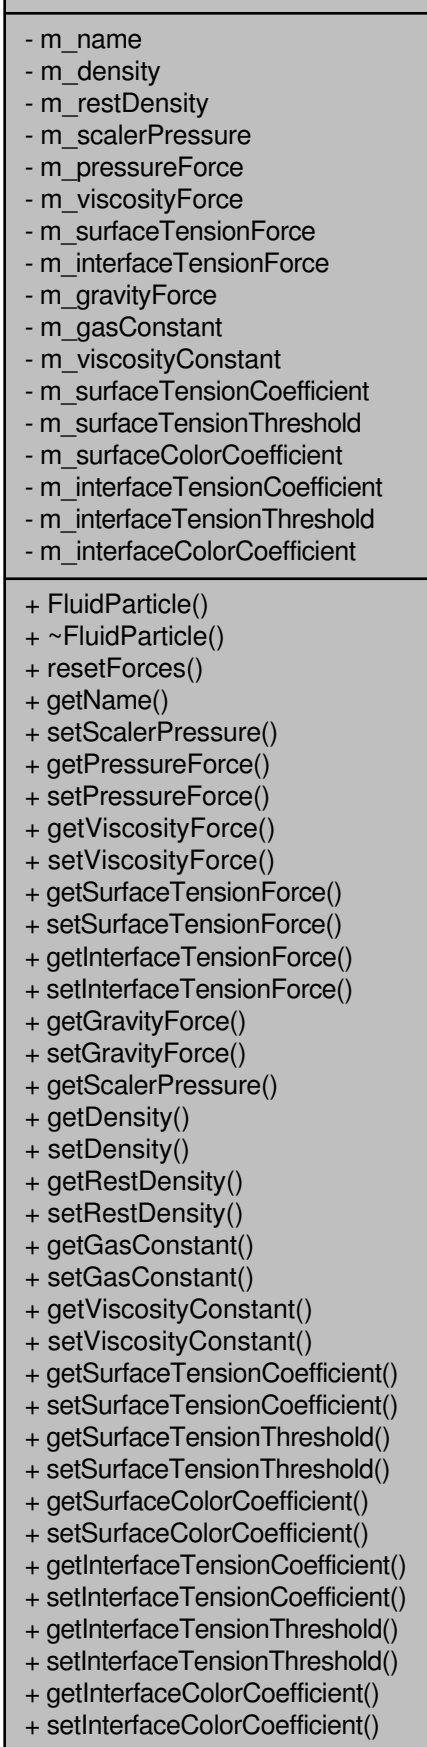 - m_name
- m_density
- m_restDensity
- m_scalerPressure
- m_pressureForce
- m_viscosityForce
- m_surfaceTensionForce
- m_interfaceTensionForce
- m_gravityForce
- m_gasConstant
- m_viscosityConstant
- m_surfaceTensionCoefficient
- m_surfaceTensionThreshold
- m_surfaceColorCoefficient
- m_interfaceTensionCoefficient
- m_interfaceTensionThreshold
- m_interfaceColorCoefficient
+ FluidParticle()
+ ~FluidParticle()
+ resetForces()
+ getName()
+ setScalerPressure()
+ getPressureForce()
+ setPressureForce()
+ getViscosityForce()
+ setViscosityForce()
+ getSurfaceTensionForce()
+ setSurfaceTensionForce()
+ getInterfaceTensionForce()
+ setInterfaceTensionForce()
+ getGravityForce()
+ setGravityForce()
+ getScalerPressure()
+ getDensity()
+ setDensity()
+ getRestDensity()
+ setRestDensity()
+ getGasConstant()
+ setGasConstant()
+ getViscosityConstant()
+ setViscosityConstant()
+ getSurfaceTensionCoefficient()
+ setSurfaceTensionCoefficient()
+ getSurfaceTensionThreshold()
+ setSurfaceTensionThreshold()
+ getSurfaceColorCoefficient()
+ setSurfaceColorCoefficient()
+ getInterfaceTensionCoefficient()
+ setInterfaceTensionCoefficient()
+ getInterfaceTensionThreshold()
+ setInterfaceTensionThreshold()
+ getInterfaceColorCoefficient()
+ setInterfaceColorCoefficient()